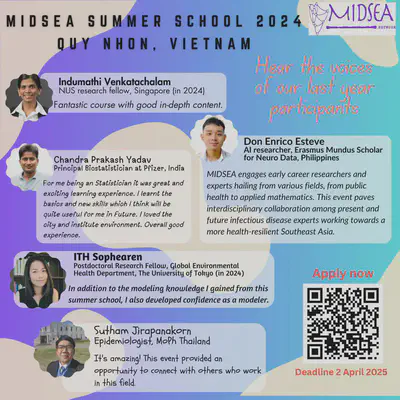 MIDSEA SUMMER SCHOOL 2024
QUY NHON, VIETNAM
MIDSEA
NETWORK
Hear the voices
of our last year
participants
Indumathi Venkatachalam
NUS research fellow, Singapore (in 2024)
Fantastic course with good in-depth content.
Chandra Prakash Yadav
Principal Biostatistician at Pfizer, India
For me being an Statistician it was great and
exciting learning experience. I learnt the
basics and new skills which I think will be
quite useful for me in Future. I loved the
city and institute environment. Overall good
experience.
Don Enrico Esteve
AI researcher, Erasmus Mundus Scholar
for Neuro Data, Philippines
MIDSEA engages early career researchers and
experts hailing from various fields, from public
health to applied mathematics. This event paves
interdisciplinary collaboration among present and
future infectious disease experts working towards a
more health-resilient Southeast Asia.
ITH Sophearen
Postdoctoral Research Fellow, Global Environmental
Health Department, The University of Tokyo (in 2024)
In addition to the modeling knowledge I gained from this
summer school, I also developed confidence as a modeler.
Sutham Jirapanakorn
Epidemiologist, MoPh Thailand
It's amazing! This event provided an
opportunity to connect with others who work
in this field.
Apply now
Deadline 2 April 2025